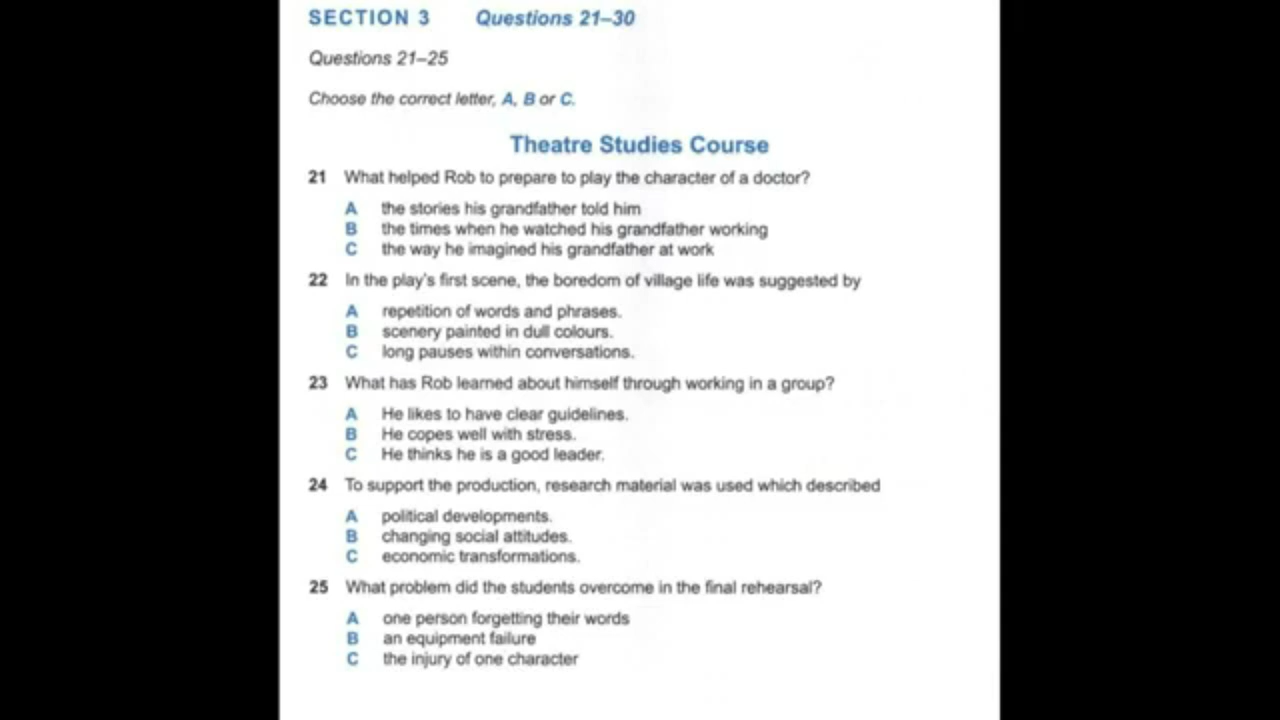 SECTION 3 Questions 21–30
Questions 21–25
Choose the correct letter, A, B or C.
Theatre Studies Course
21 What helped Rob to prepare to play the character of a doctor?
A the stories his grandfather told him
B the times when he watched his grandfather working
C the way he imagined his grandfather at work
22 In the play's first scene, the boredom of village life was suggested by
A repetition of words and phrases.
B scenery painted in dull colours.
C long pauses within conversations.
23 What has Rob learned about himself through working in a group?
A He likes to have clear guidelines.
B He copes well with stress.
C He thinks he is a good leader.
24 To support the production, research material was used which described
A political developments.
B changing social attitudes.
C economic transformations.
25 What problem did the students overcome in the final rehearsal?
A one person forgetting their words
B an equipment failure
C the injury of one character